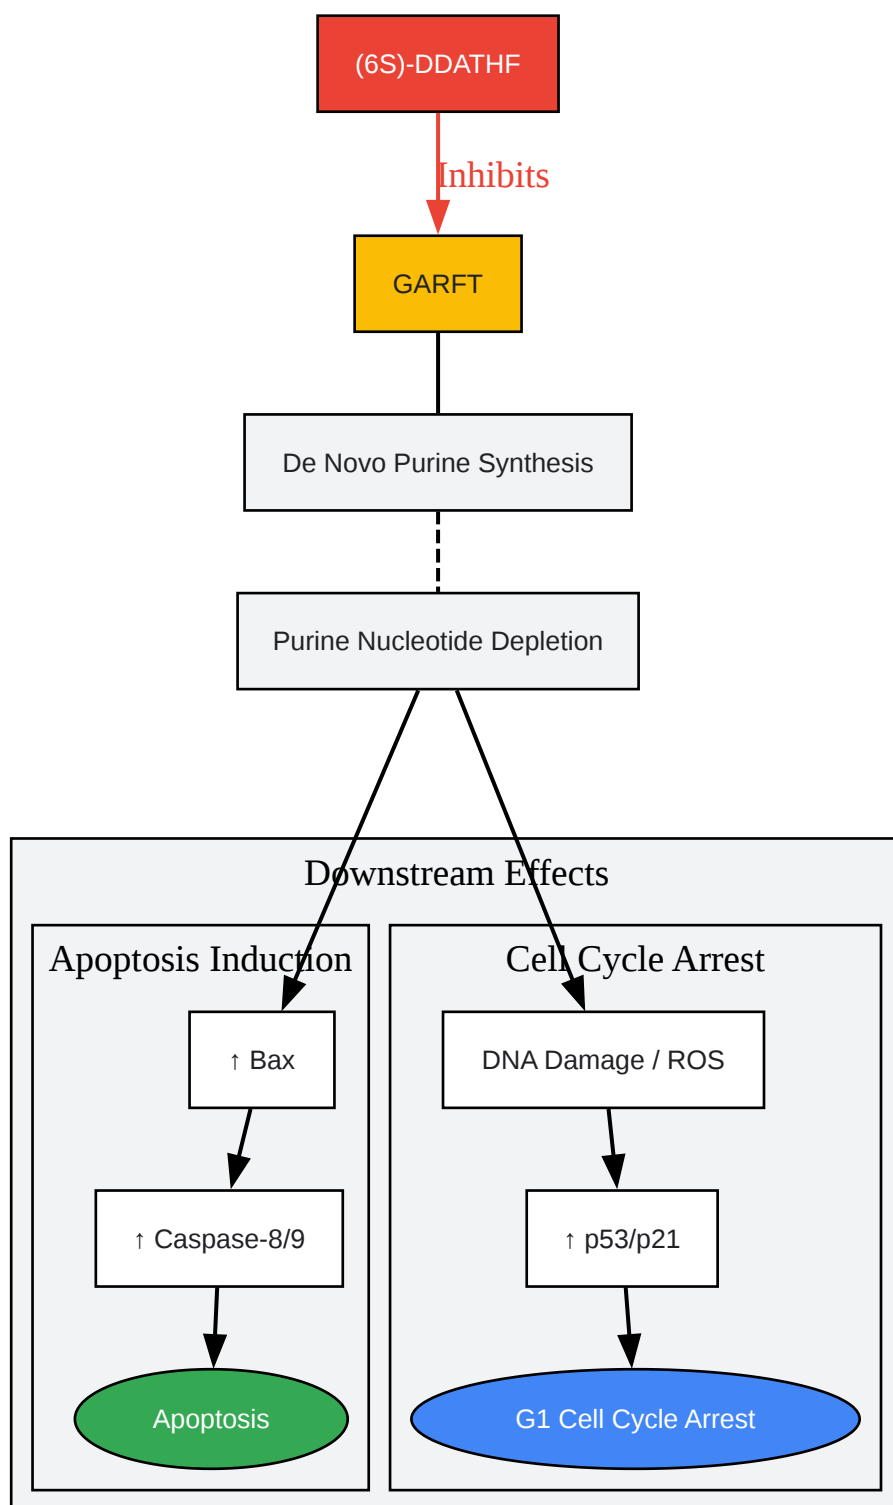 (6S)-DDATHF
Inhibits
GARFT
De Novo Purine Synthesis
Purine Nucleotide Depletion
Downstream Effects
Apoptosis Induction
Cell Cycle Arrest
↑ Bax
DNA Damage / ROS
↑ Caspase-8/9
↑ p53/p21
Apoptosis
G1 Cell Cycle Arrest